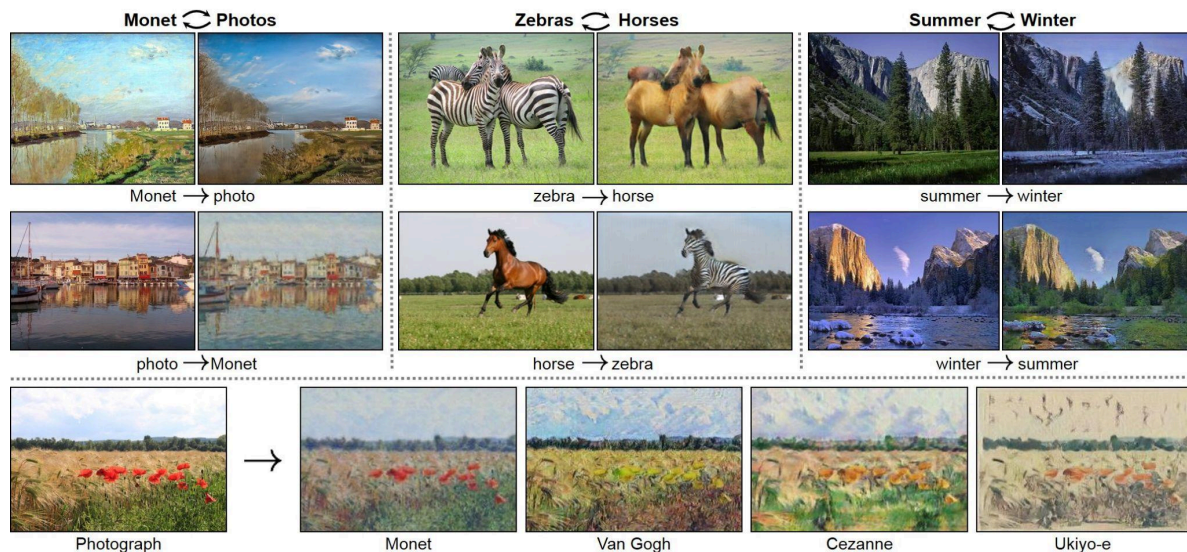 Monet ⇄ Photos
Zebras ⇄ Horses
Summer ⇄ Winter
Monet → photo
zebra → horse
summer → winter
photo → Monet
horse → zebra
winter → summer
Photograph
Monet
Van Gogh
Cezanne
Ukiyo-e